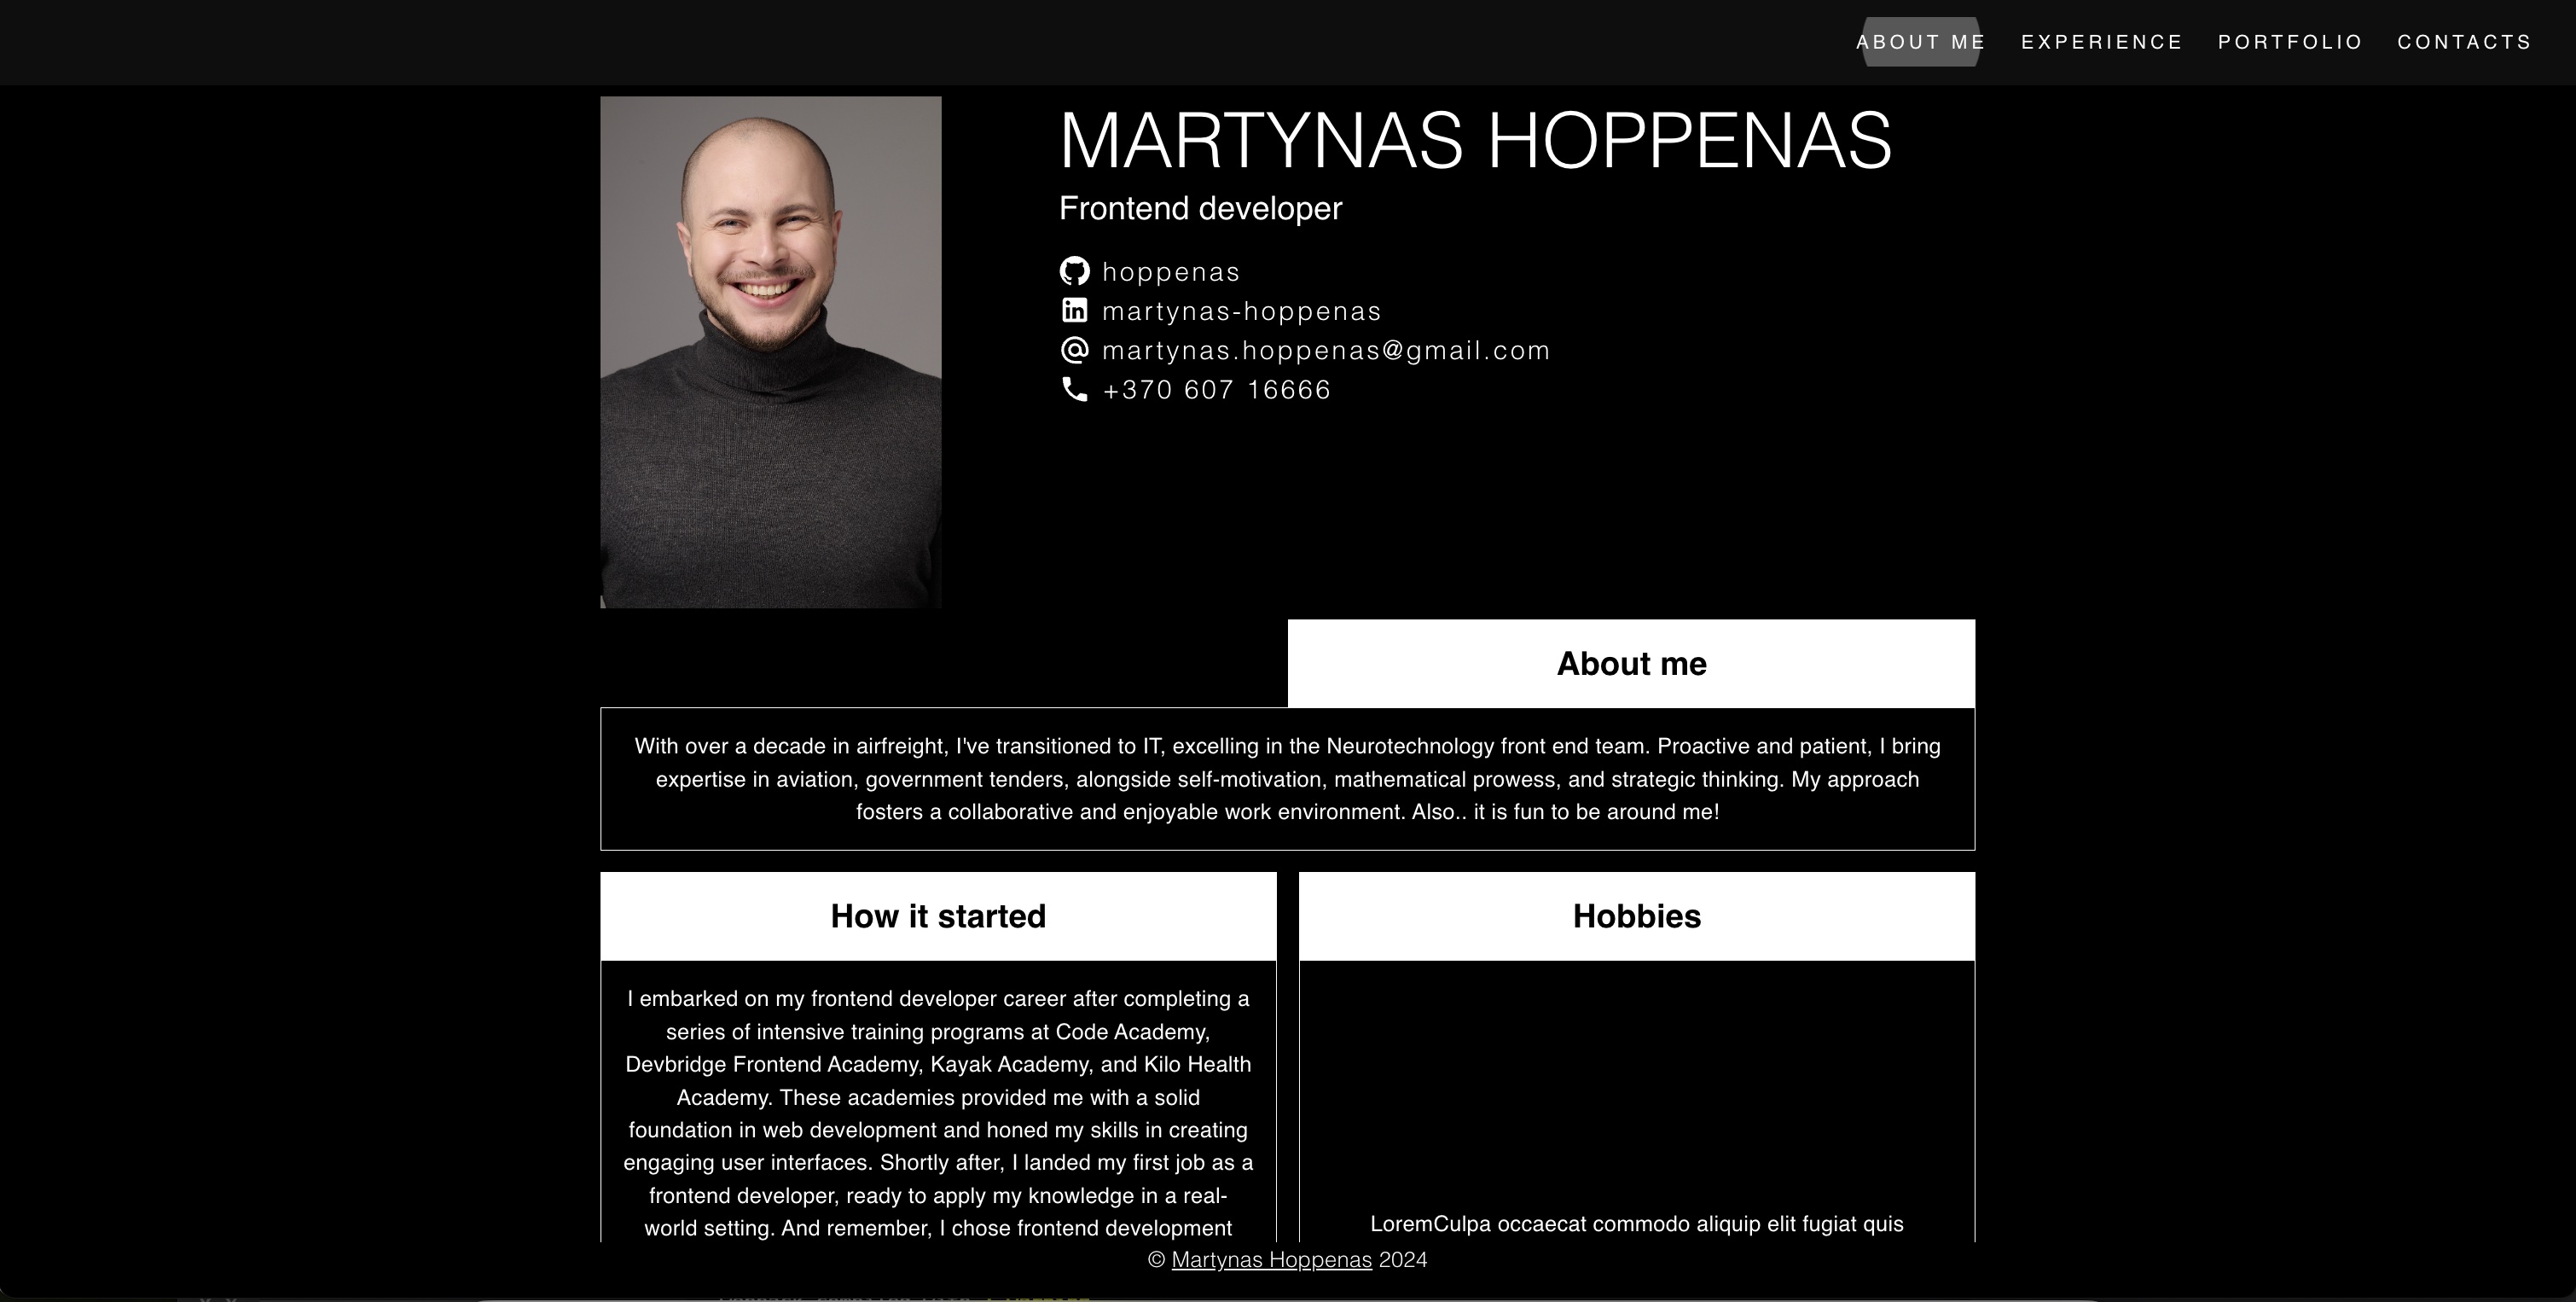 ABOUT ME EXPERIENCE PORTFOLIO CONTACTS
MARTYNAS HOPPENAS
Frontend developer
hoppenas
martynas-hoppenas
martynas.hoppenas@gmail.com
+370 607 16666
About me
With over a decade in airfreight, I've transitioned to IT, excelling in the Neurotechnology front end team. Proactive and patient, I bring
expertise in aviation, government tenders, alongside self-motivation, mathematical prowess, and strategic thinking. My approach
fosters a collaborative and enjoyable work environment. Also.. it is fun to be around me!
How it started
I embarked on my frontend developer career after completing a
series of intensive training programs at Code Academy,
Devbridge Frontend Academy, Kayak Academy, and Kilo Health
Academy. These academies provided me with a solid
foundation in web development and honed my skills in creating
engaging user interfaces. Shortly after, I landed my first job as a
frontend developer, ready to apply my knowledge in a real-
world setting. And remember, I chose frontend development
Hobbies
LoremCulpa occaecat commodo aliquip elit fugiat quis
© Martynas Hoppenas 2024